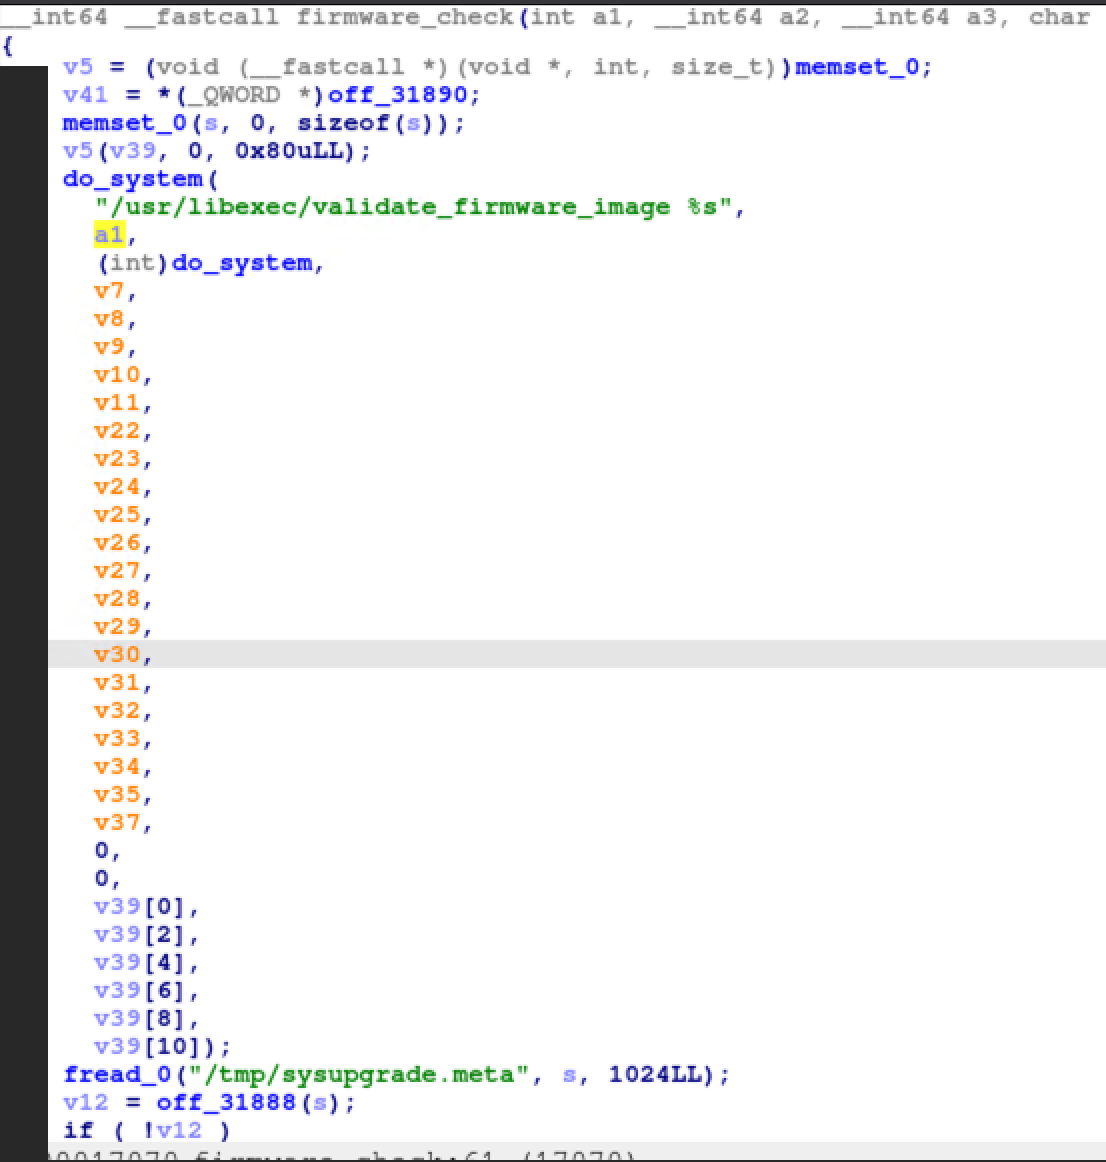 __int64 __fastcall firmware_check(int a1, __int64 a2, __int64 a3, char
{
v5 = (void (__fastcall *)(void *, int, size_t))memset_0;
v41 = *(_QWORD *)off_31890;
memset_0(s, 0, sizeof(s));
v5(v39, 0, 0x80uLL);
do_system(
"/usr/libexec/validate_firmware_image %s",
a1,
(int)do_system,
v7,
v8,
v9,
v10,
v11,
v22,
v23,
v24,
v25,
v26,
v27,
v28,
v29,
v30,
v31,
v32,
v33,
v34,
v35,
v37,
0,
0,
v39[0],
v39[2],
v39[4],
v39[6],
v39[8],
v39[10]);
fread_0("/tmp/sysupgrade.meta", s, 1024LL);
v12 = off_31888(s);
if ( !v12 )
firmware_check:61 (17070)